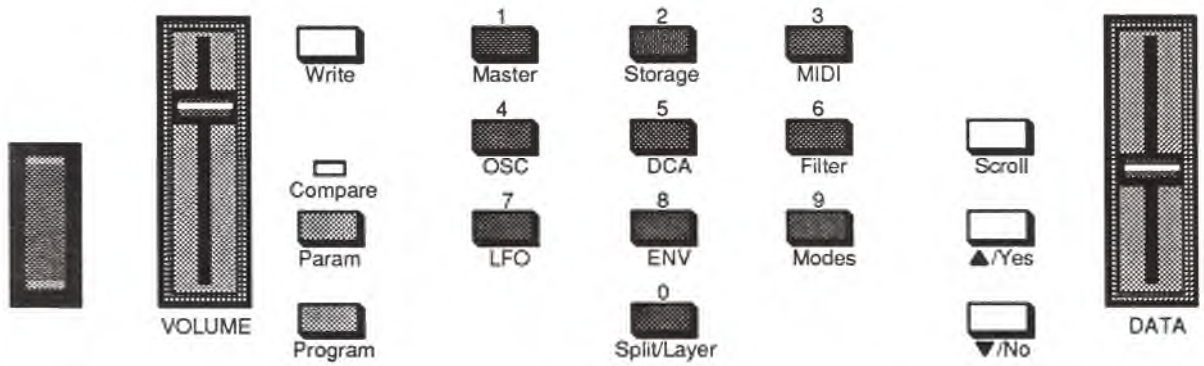 1
2
3
Write
Master
Storage
MIDI
4
5
6
OSC
DCA
Filter
Scroll
Compare
7
8
9
Param
LFO
ENV
Modes
▲/Yes
0
VOLUME
Program
Split/Layer
▼/No
DATA